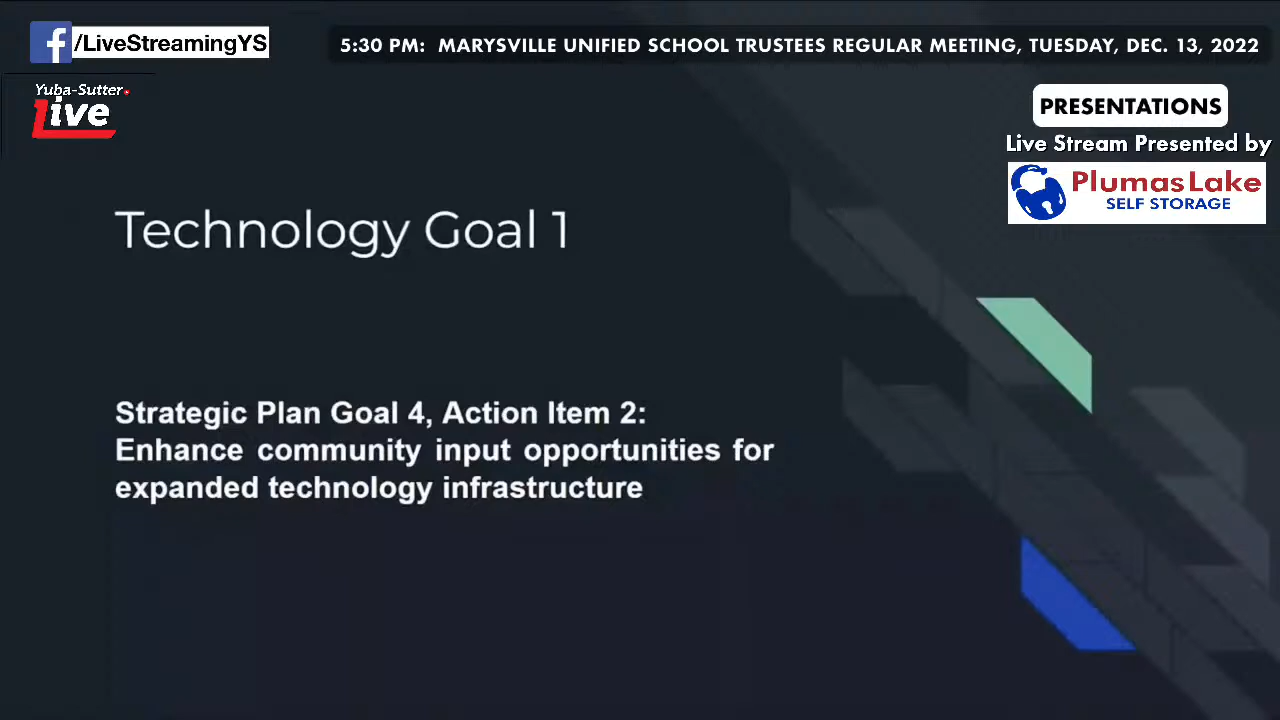 /LiveStreamingYS
5:30 PM: MARYSVILLE UNIFIED SCHOOL TRUSTEES REGULAR MEETING, TUESDAY, DEC. 13, 2022
Yuba-Sutter
Live
PRESENTATIONS
Live Stream Presented by
Plumas Lake
SELF STORAGE
Technology Goal 1
Strategic Plan Goal 4, Action Item 2:
Enhance community input opportunities for
expanded technology infrastructure